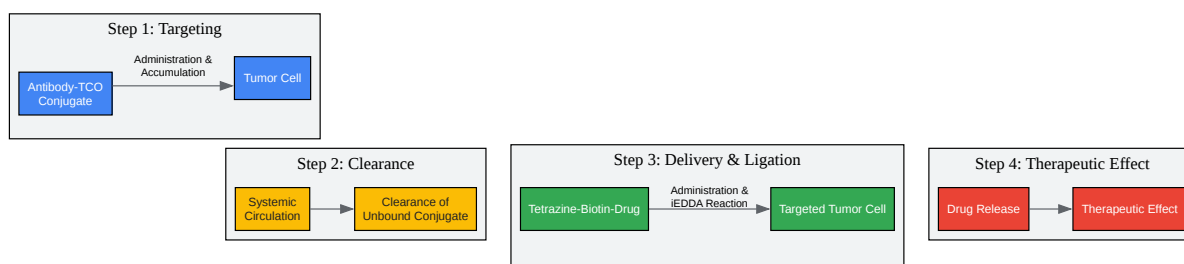 Step 1: Targeting
Administration &
Accumulation
Antibody-TCO
Conjugate
Tumor Cell
Step 2: Clearance
Systemic
Circulation
Clearance of
Unbound Conjugate
Step 3: Delivery & Ligation
Tetrazine-Biotin-Drug
Administration &
iEDDA Reaction
Targeted Tumor Cell
Step 4: Therapeutic Effect
Drug Release
Therapeutic Effect